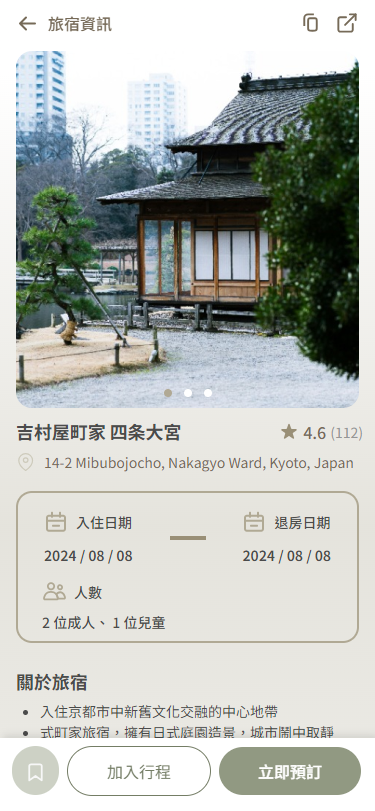 旅宿資訊
吉村屋町家 四条大宮
4.6 (112)
14-2 Mibubojocho, Nakagyo Ward, Kyoto, Japan
入住日期
退房日期
2024 / 08 / 08
2024 / 08 / 08
人數
2 位成人、1 位兒童
關於旅宿
入住京都市中新舊文化交融的中心地帶
式町家旅宿，擁有日式庭園造景，城市鬧中取靜
加入行程
立即預訂